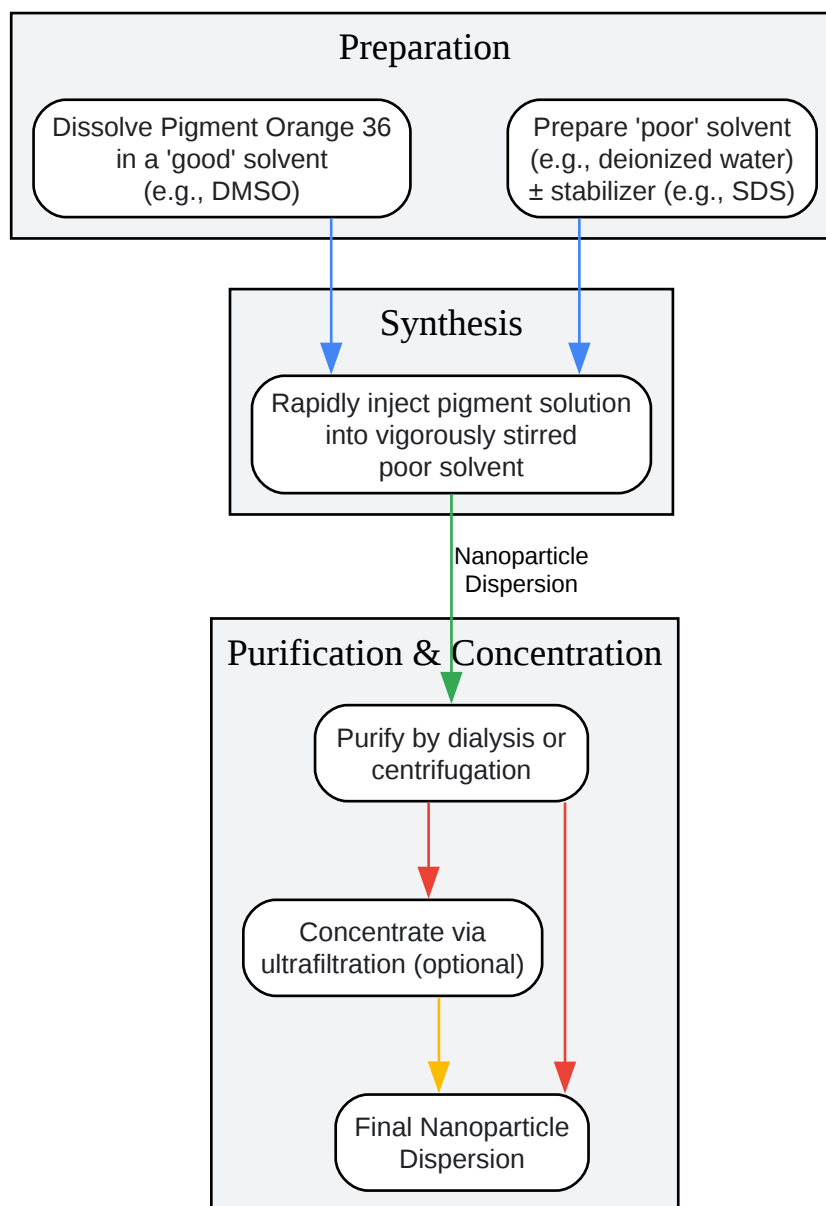 Preparation
Dissolve Pigment Orange 36
in a 'good' solvent
(e.g., DMSO)
Prepare 'poor' solvent
(e.g., deionized water)
± stabilizer (e.g., SDS)
Synthesis
Rapidly inject pigment solution
into vigorously stirred
poor solvent
Nanoparticle
Dispersion
Purification & Concentration
Purify by dialysis or
centrifugation
Concentrate via
ultrafiltration (optional)
Final Nanoparticle
Dispersion